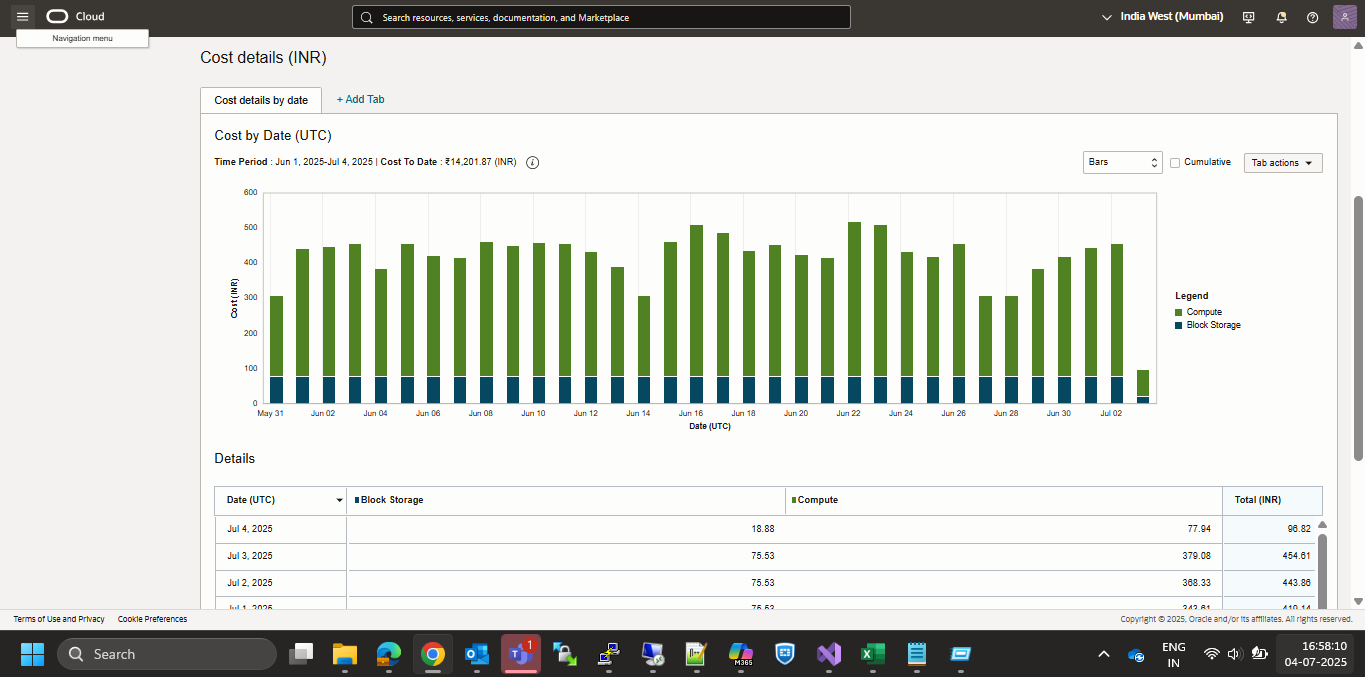 Cloud
Search resources, services, documentation, and Marketplace
India West (Mumbai)
Navigation menu
Cost details (INR)
Cost details by date
+ Add Tab
Cost by Date (UTC)
Time Period : Jun 1, 2025-Jul 4, 2025 | Cost To Date : ₹14,201.87 (INR)
Bars
Cumulative
Tab actions
600
500
400
300
200
100
0
Cost (INR)
May 31 Jun 02 Jun 04 Jun 06 Jun 08 Jun 10 Jun 12 Jun 14 Jun 16 Jun 18 Jun 20 Jun 22 Jun 24 Jun 26 Jun 28 Jun 30 Jul 02
Date (UTC)
Legend
Compute
Block Storage
Details
Date (UTC) Block Storage Compute Total (INR)
Jul 4, 2025 18.88 77.94 96.82
Jul 3, 2025 75.53 379.08 454.61
Jul 2, 2025 75.53 368.33 443.86
Jul 1, 2025 75.53 343.61 419.14
Terms of Use and Privacy Cookie Preferences
Copyright © 2025, Oracle and/or its affiliates. All rights reserved.
Search
1
M365
ENG
IN
16:58:10
04-07-2025